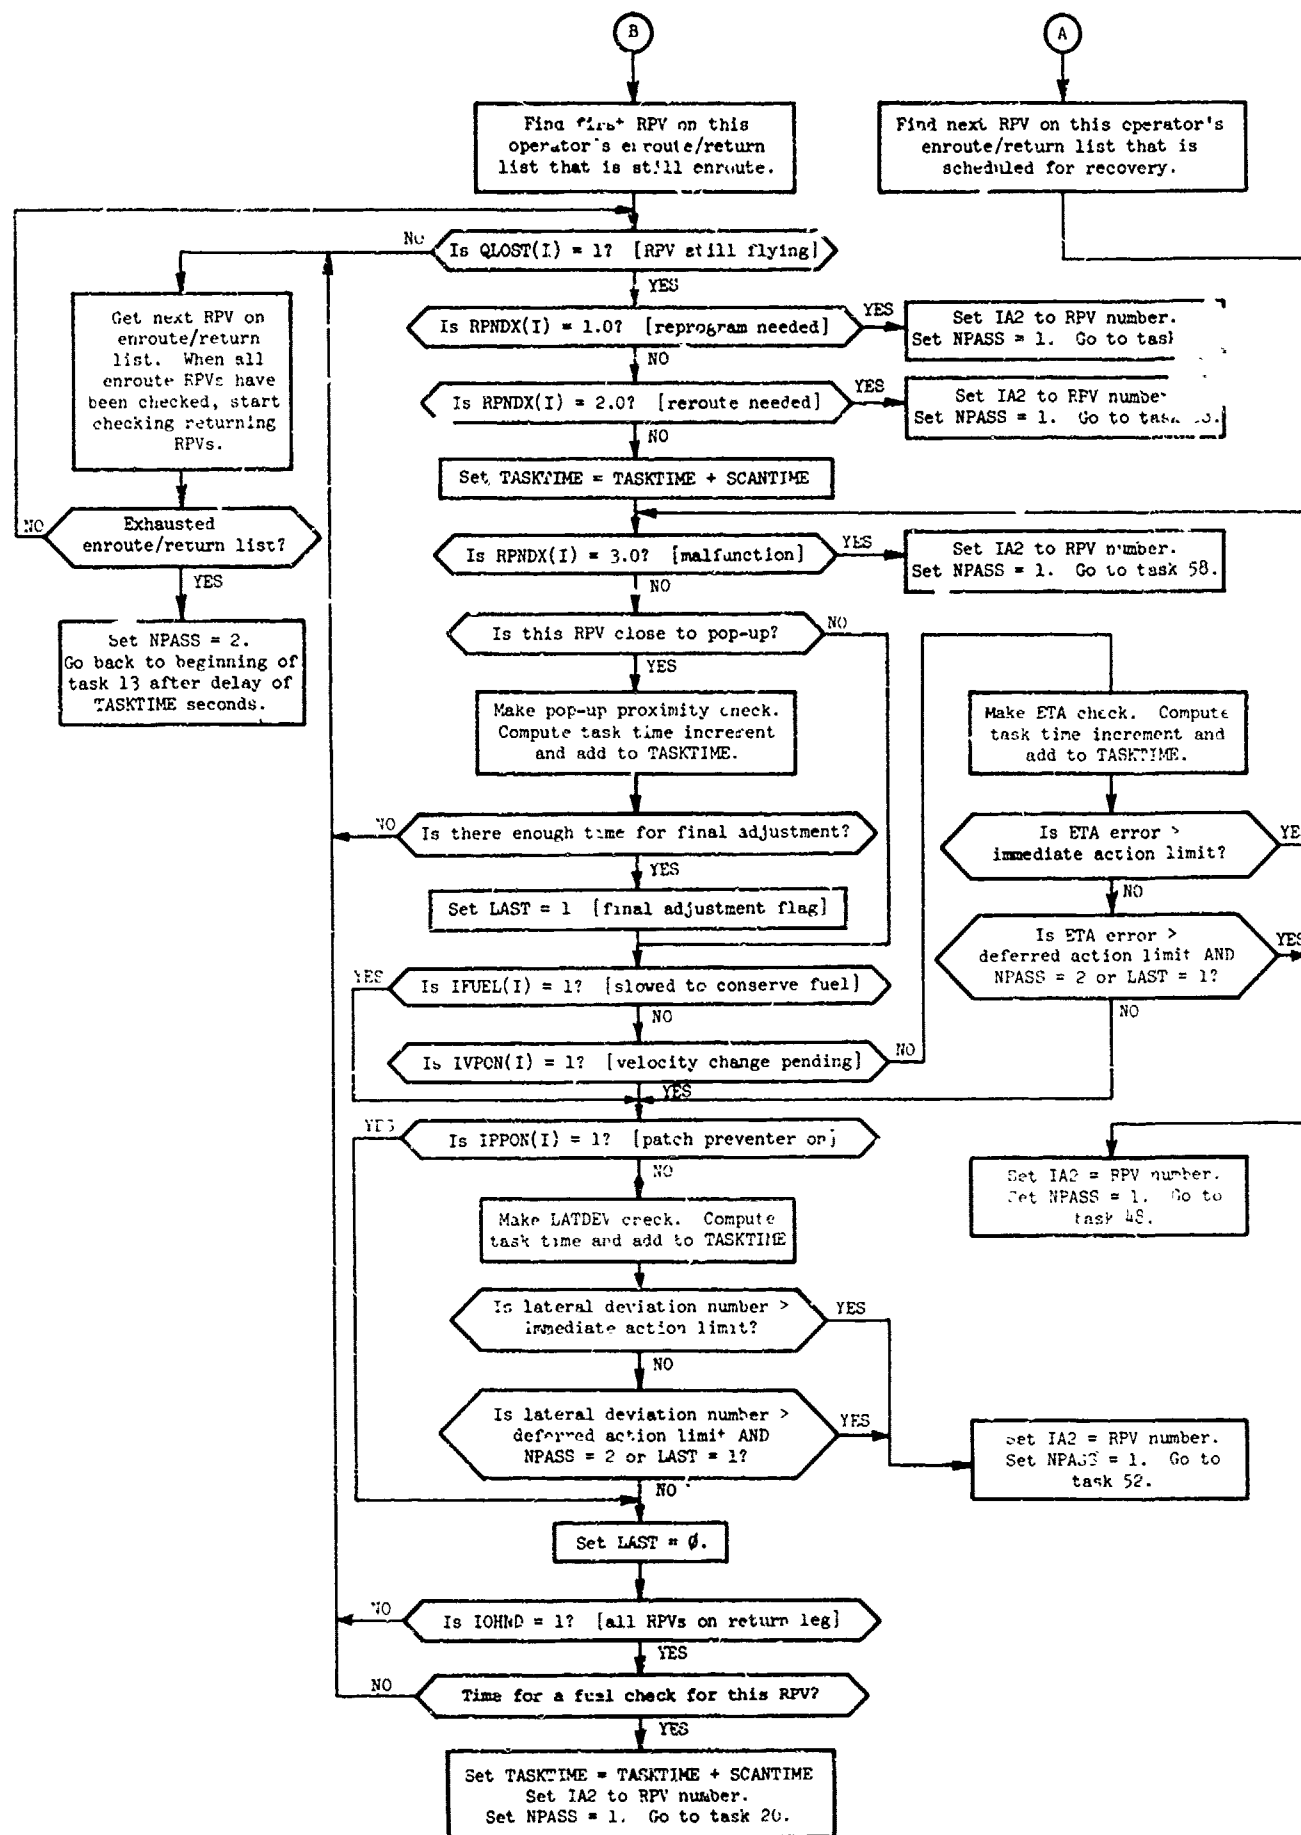 B
A
Find first RPV on this
operator's enroute/return
list that is still enroute.
Find next RPV on this operator's
enroute/return list that is
scheduled for recovery.
NO
Is QLOST(I) = 1? [RPV still flying]
YES
Get next RPV on
enroute/return
list. When all
enroute RPVs have
been checked, start
checking returning
RPVs.
Is RPNDX(I) = 1.0? [reprogram needed]
YES
Set IA2 to RPV number.
Set NPASS = 1. Go to
NO
Is RPNDX(I) = 2.0? [reroute needed]
YES
Set IA2 to RPV number
Set NPASS = 1. Go to task
NO
Set TASKTIME = TASKTIME + SCANTIME
NO
Exhausted
enroute/return list?
YES
Is RPNDX(I) = 3.0? [malfunction]
YES
Set IA2 to RPV number.
Set NPASS = 1. Go to task 58.
NO
Set NPASS = 2.
Go back to beginning of
task 13 after delay of
TASKTIME seconds.
Is this RPV close to pop-up?
NO
YES
Make pop-up proximity check.
Compute task time increment
and add to TASKTIME.
Make ETA check. Compute
task time increment and
add to TASKTIME.
NO
Is there enough time for final adjustment?
YES
Is ETA error >
immediate action limit?
YES
NO
Set LAST = 1 [final adjustment flag]
Is ETA error >
deferred action limit AND
NPASS = 2 or LAST = 1?
YES
NO
YES
Is IFUEL(I) = 1? [slowed to conserve fuel]
NO
Is IVPON(I) = 1? [velocity change pending]
NO
YES
YES
Is IPPON(I) = 1? [patch preventer on]
NO
Set IA2 = RPV number.
Set NPASS = 1. Go to
task 48.
Make LATDEV check. Compute
task time and add to TASKTIME
Is lateral deviation number >
immediate action limit?
YES
NO
Is lateral deviation number >
deferred action limit AND
NPASS = 2 or LAST = 1?
YES
NO
Set IA2 = RPV number.
Set NPASS = 1. Go to
task 52.
Set LAST = Ø.
NO
Is IOHND = 1? [all RPVs on return leg]
YES
NO
Time for a fuel check for this RPV?
YES
Set TASKTIME = TASKTIME + SCANTIME
Set IA2 to RPV number.
Set NPASS = 1. Go to task 20.